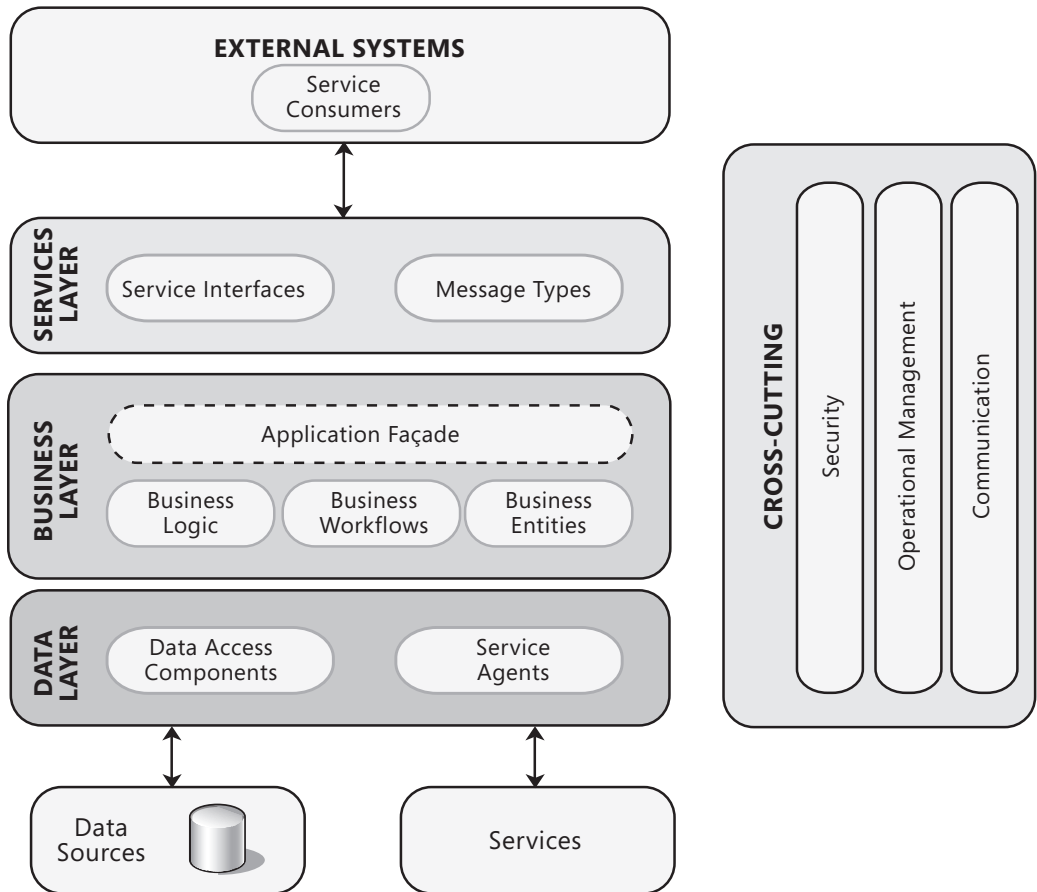 EXTERNAL SYSTEMS
Service
Consumers
SERVICES
LAYER
Service Interfaces
Message Types
BUSINESS
LAYER
Application Façade
Business
Logic
Business
Workflows
Business
Entities
DATA
LAYER
Data Access
Components
Service
Agents
Data
Sources
Services
CROSS-CUTTING
Security
Operational Management
Communication